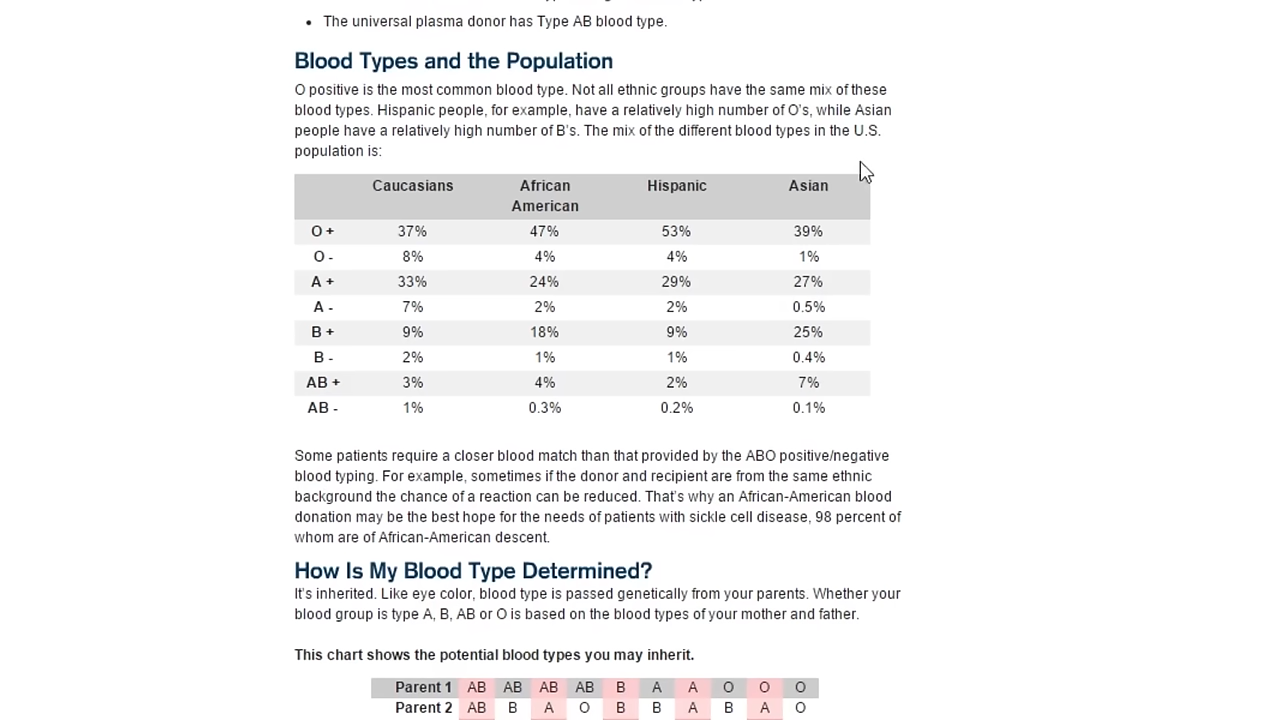 • The universal plasma donor has Type AB blood type.
Blood Types and the Population
O positive is the most common blood type. Not all ethnic groups have the same mix of these
blood types. Hispanic people, for example, have a relatively high number of O's, while Asian
people have a relatively high number of B's. The mix of the different blood types in the U.S.
population is:
Caucasians African American Hispanic Asian
O + 37% 47% 53% 39%
O - 8% 4% 4% 1%
A + 33% 24% 29% 27%
A - 7% 2% 2% 0.5%
B + 9% 18% 9% 25%
B - 2% 1% 1% 0.4%
AB + 3% 4% 2% 7%
AB - 1% 0.3% 0.2% 0.1%
Some patients require a closer blood match than that provided by the ABO positive/negative
blood typing. For example, sometimes if the donor and recipient are from the same ethnic
background the chance of a reaction can be reduced. That's why an African-American blood
donation may be the best hope for the needs of patients with sickle cell disease, 98 percent of
whom are of African-American descent.
How Is My Blood Type Determined?
It's inherited. Like eye color, blood type is passed genetically from your parents. Whether your
blood group is type A, B, AB or O is based on the blood types of your mother and father.
This chart shows the potential blood types you may inherit.
Parent 1 AB AB AB AB B A A O O O
Parent 2 AB B A O B B A B A O